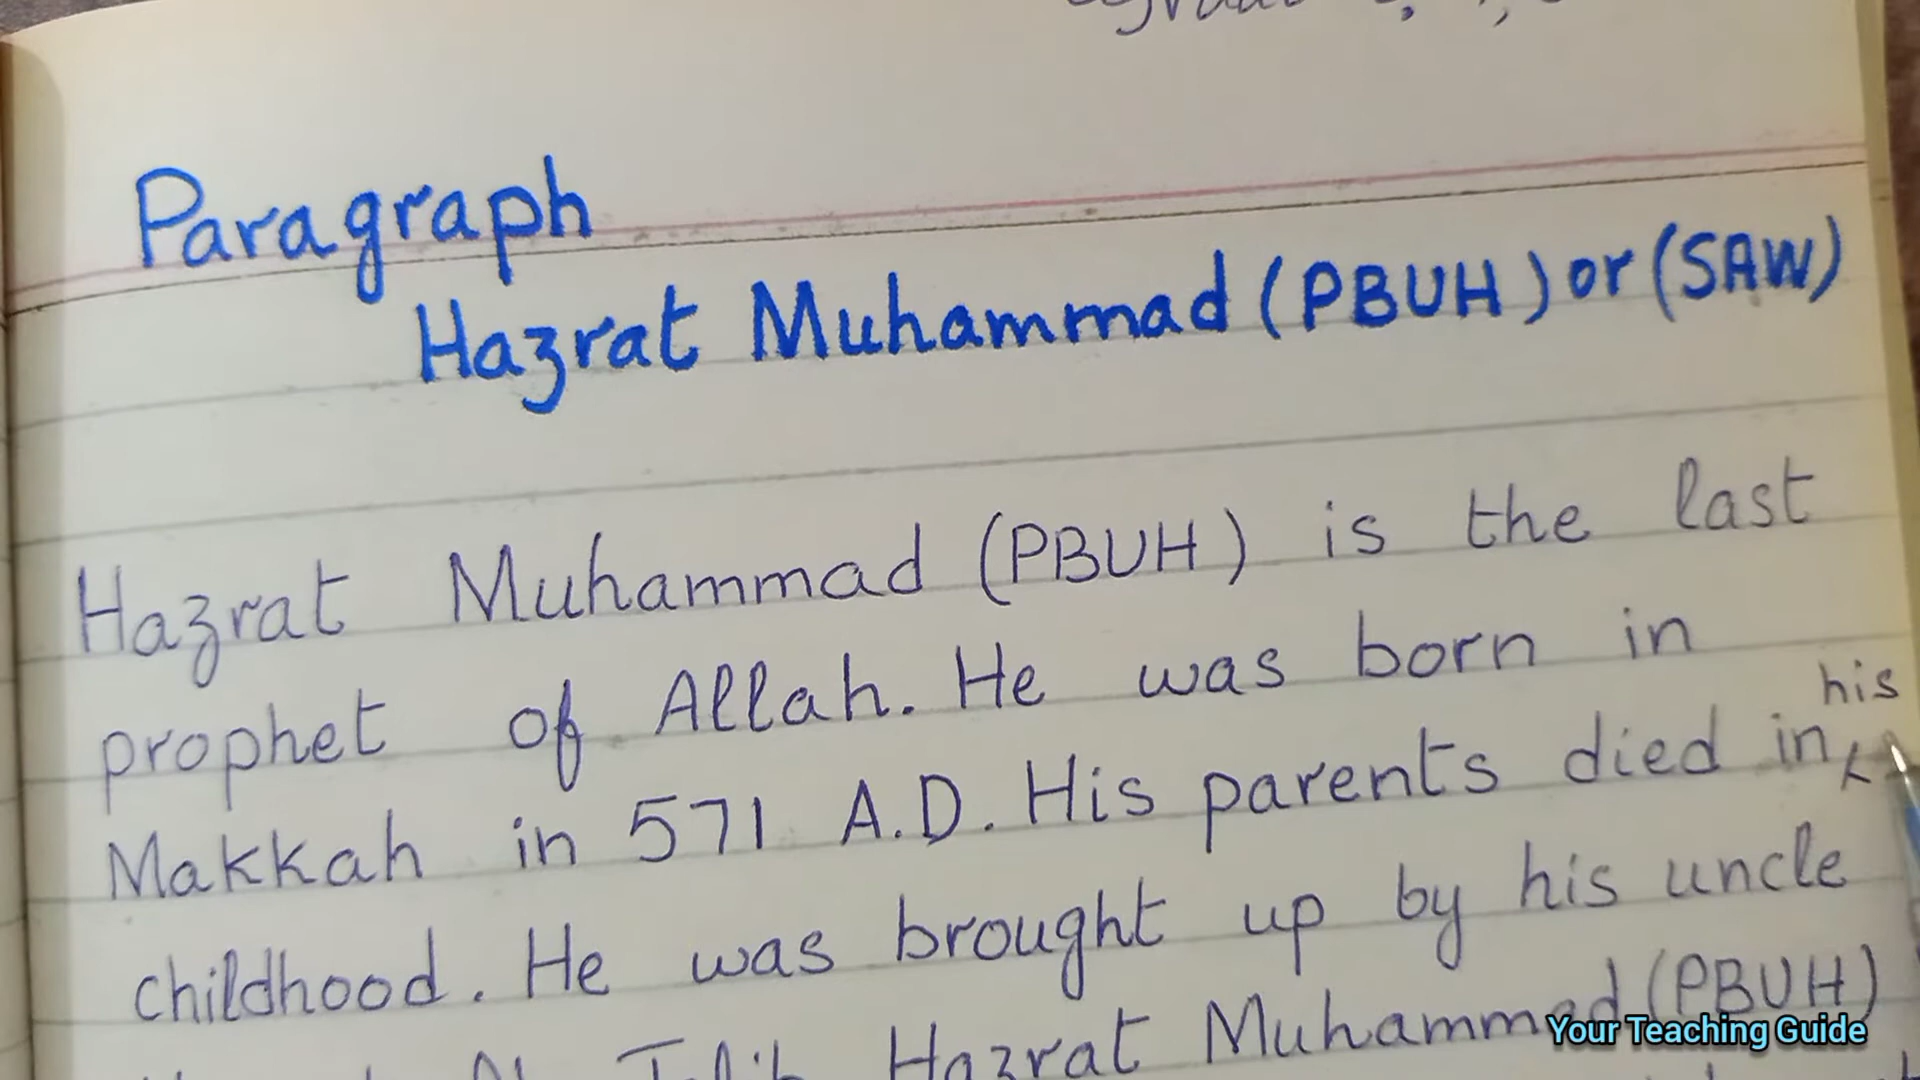 Paragraph
Hazrat Muhammad (PBUH) or (SAW)
Hazrat Muhammad (PBUH) is the last
prophet of Allah. He was born in
his
Makkah in 571 A.D. His parents died in
childhood. He was brought up by his uncle
Hazrat Muhammad (PBUH)
Your Teaching Guide